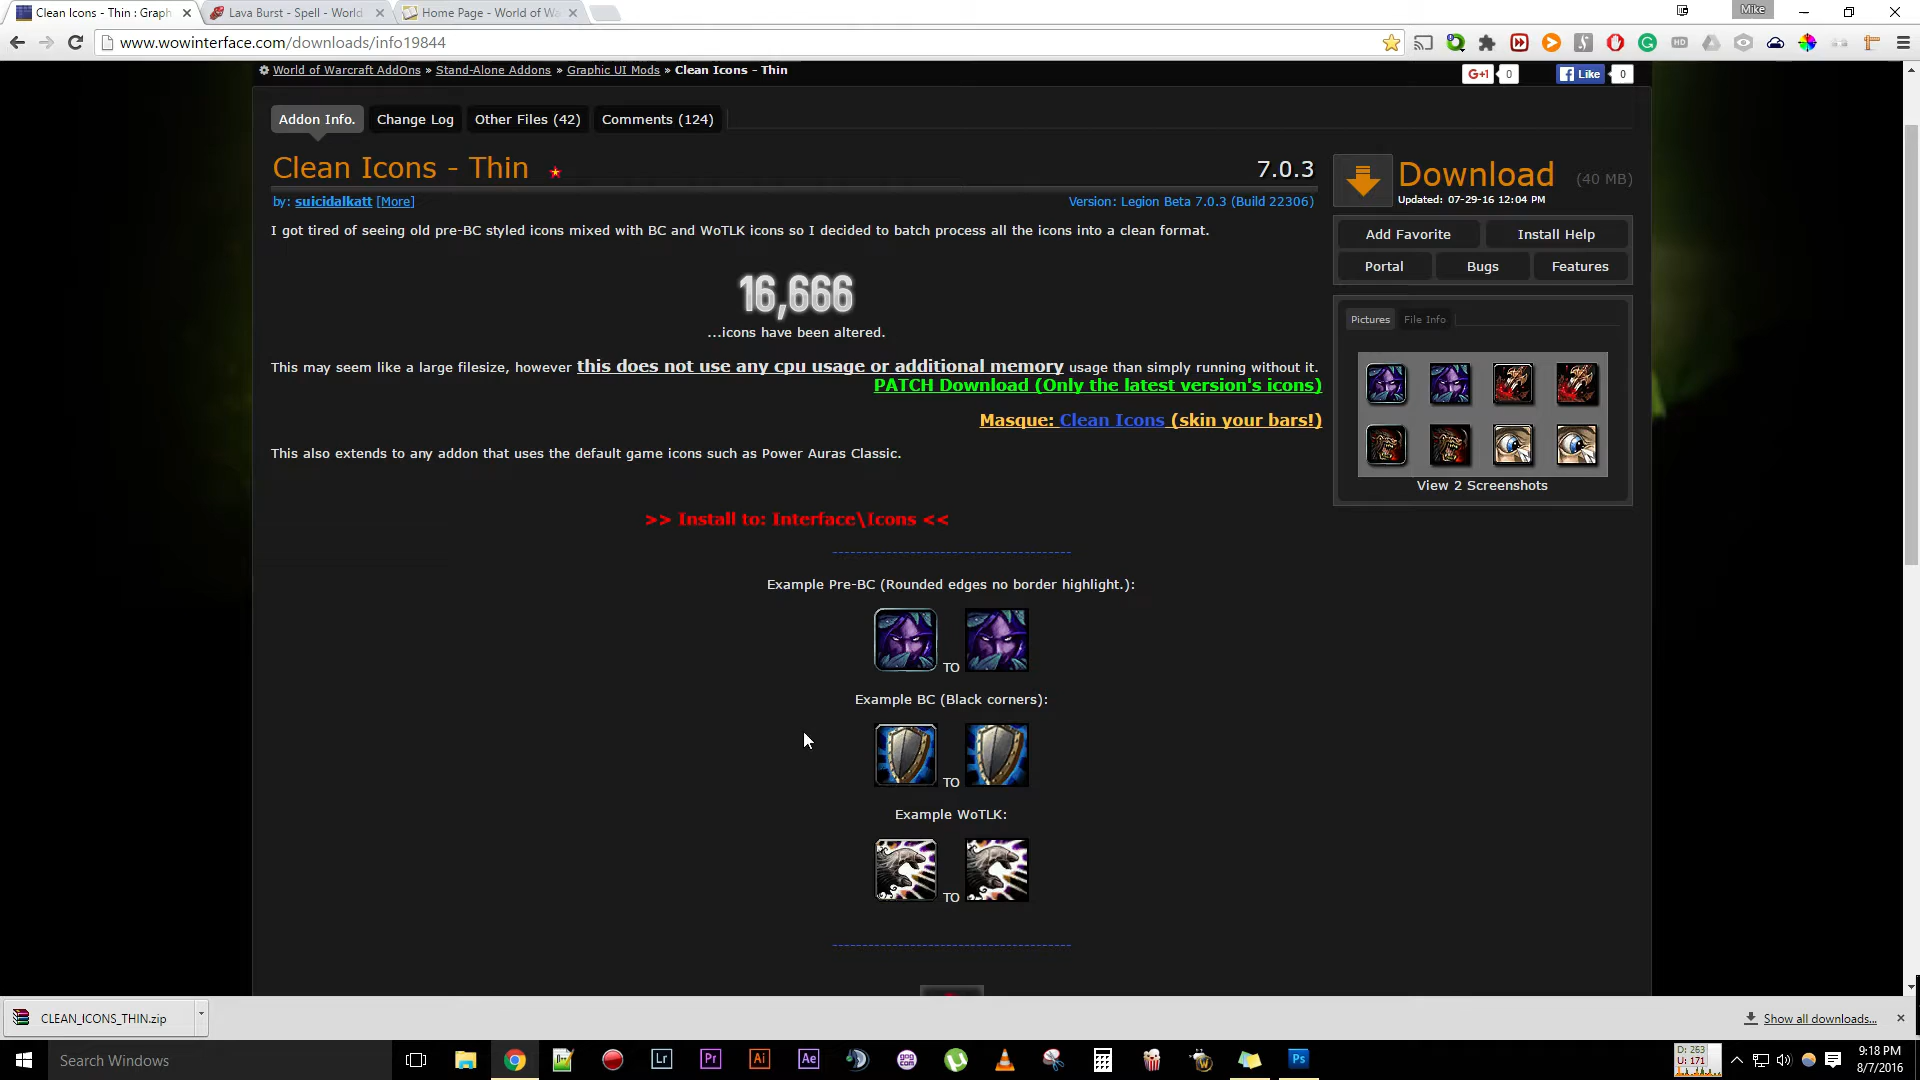 Clean Icons - Thin : Graph
Lava Burst - Spell - World
Home Page - World of Wa
Mike
www.wowinterface.com/downloads/info19844
World of Warcraft AddOns » Stand-Alone Addons » Graphic UI Mods » Clean Icons - Thin
G+1 0
Like 0
Addon Info.
Change Log
Other Files (42)
Comments (124)
Clean Icons - Thin
7.0.3
Download (40 MB)
Updated: 07-29-16 12:04 PM
by: suicidalkatt [More]
Version: Legion Beta 7.0.3 (Build 22306)
I got tired of seeing old pre-BC styled icons mixed with BC and WoTLK icons so I decided to batch process all the icons into a clean format.
Add Favorite
Install Help
Portal
Bugs
Features
16,666
...icons have been altered.
Pictures
File Info
This may seem like a large filesize, however this does not use any cpu usage or additional memory usage than simply running without it.
PATCH Download (Only the latest version's icons)
Masque: Clean Icons (skin your bars!)
This also extends to any addon that uses the default game icons such as Power Auras Classic.
View 2 Screenshots
>> Install to: Interface\Icons <<
----------------------------------------
Example Pre-BC (Rounded edges no border highlight.):
TO
Example BC (Black corners):
TO
Example WoTLK:
TO
----------------------------------------
CLEAN_ICONS_THIN.zip
Show all downloads...
Search Windows
Lr
Pr
Ai
Ae
gog
com
Ps
D: 263
U: 171
9:18 PM
8/7/2016